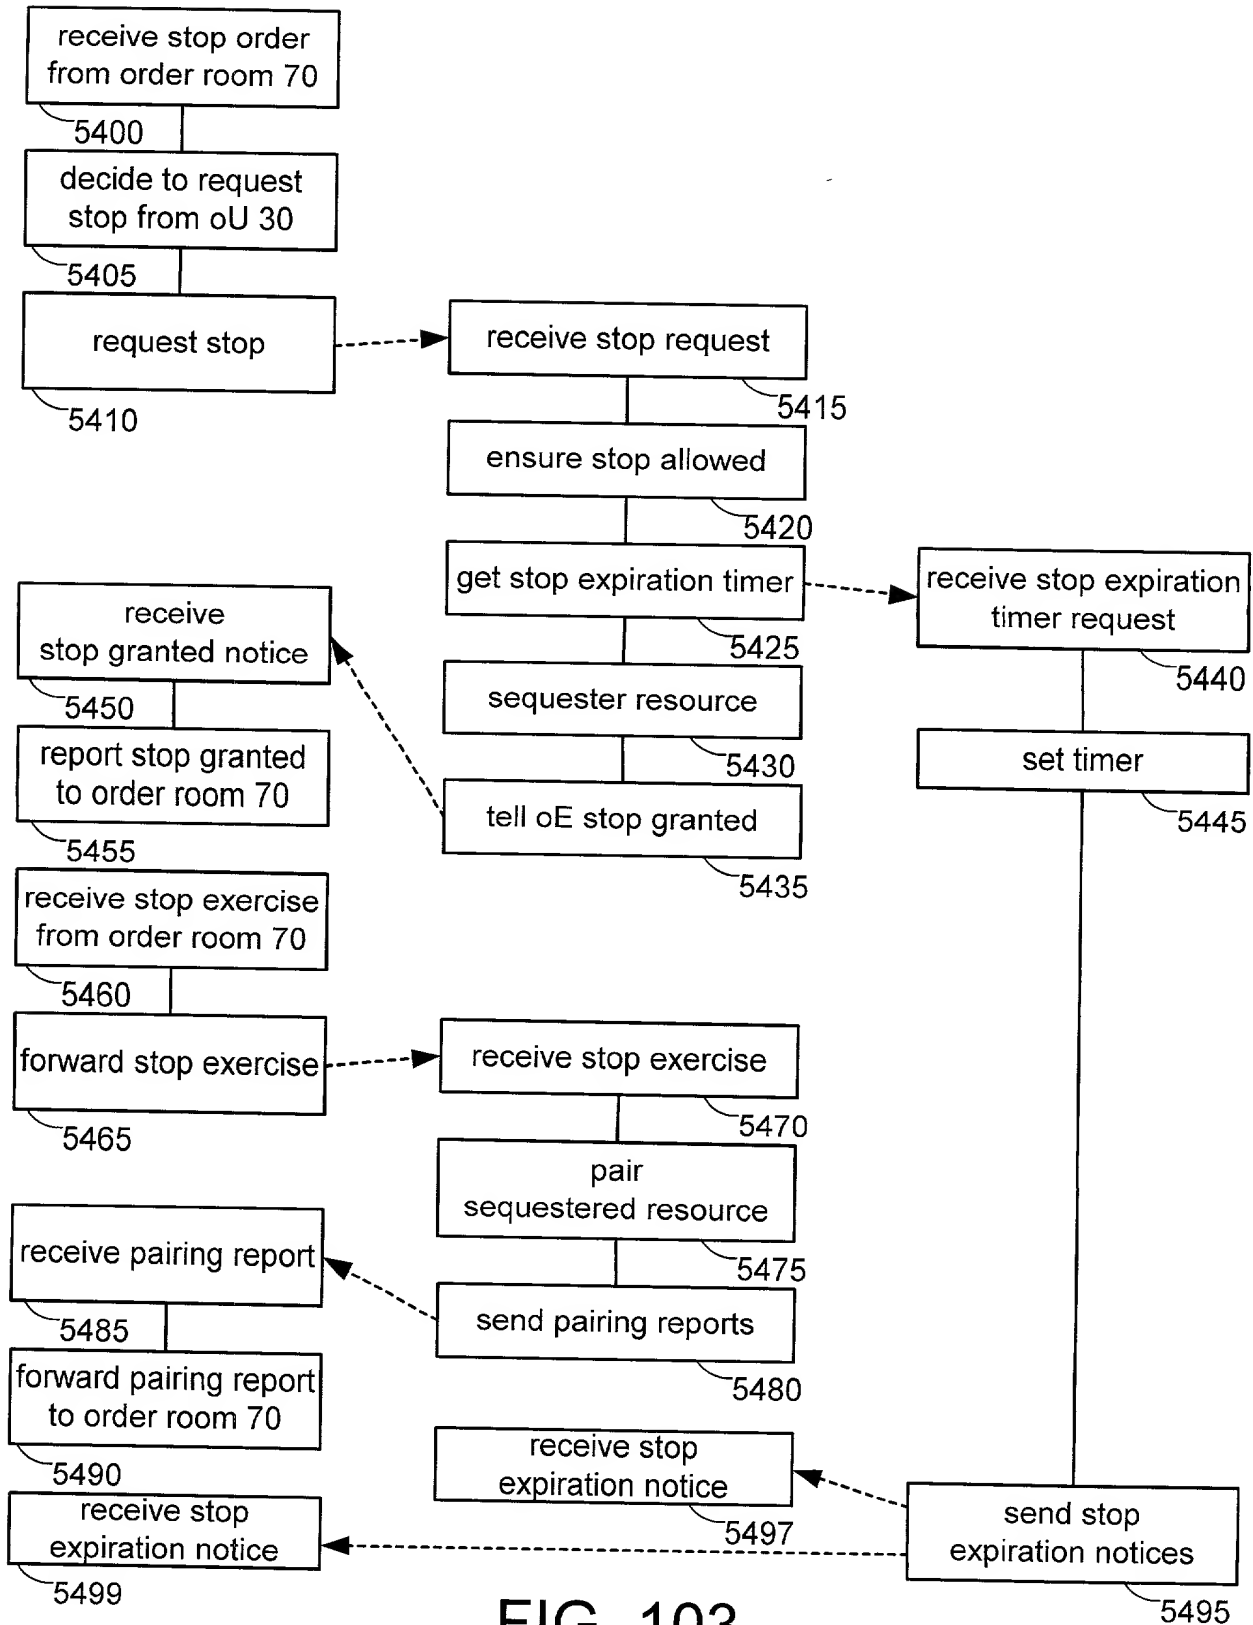 receive stop order
from order room 70
5400
decide to request
stop from oU 30
5405
request stop
5410
receive stop request
5415
ensure stop allowed
5420
get stop expiration timer
5425
sequester resource
5430
tell oE stop granted
5435
receive stop expiration
timer request
5440
set timer
5445
receive
stop granted notice
5450
report stop granted
to order room 70
5455
receive stop exercise
from order room 70
5460
forward stop exercise
5465
receive stop exercise
5470
pair
sequestered resource
5475
send pairing reports
5480
receive pairing report
5485
forward pairing report
to order room 70
5490
send stop
expiration notices
5495
receive stop
expiration notice
5497
receive stop
expiration notice
5499
FIG. 103